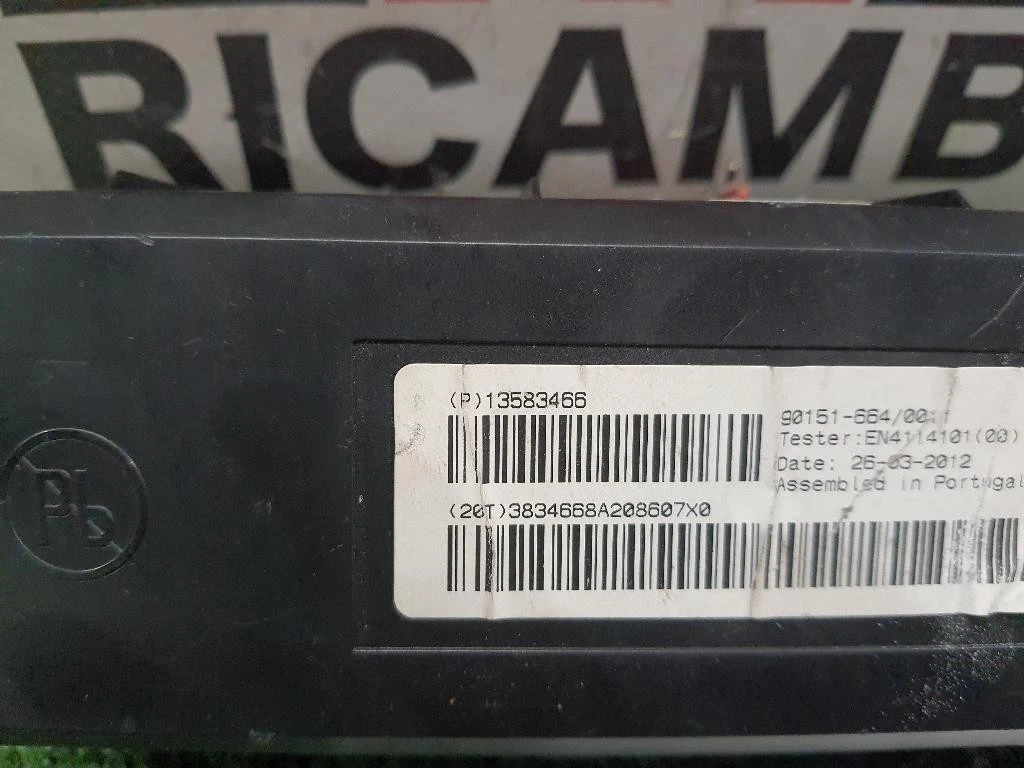 RICAMB
(P)13583466
90151-664/00
Tester:EN4114101(00)
Date: 26-03-2012
Assembled in Portugal
(20T)3834668A208607X0
Pb